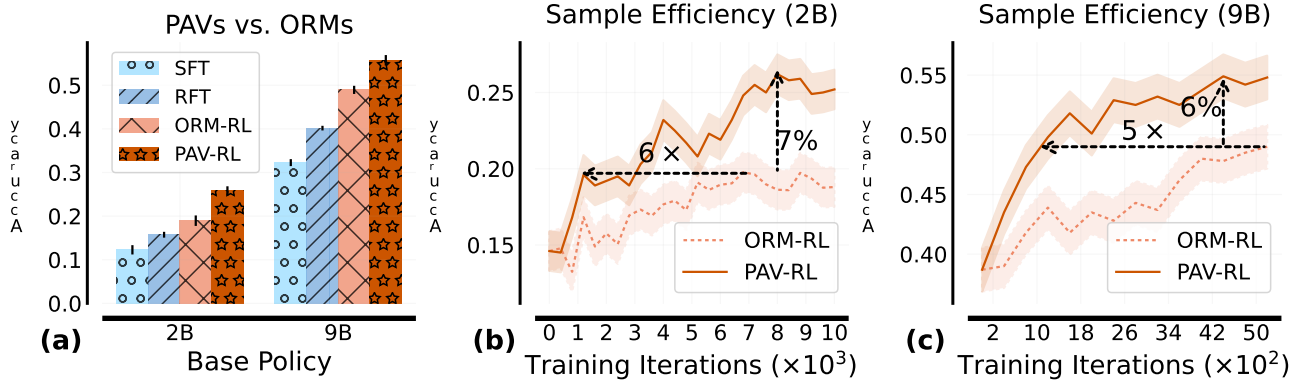 PAVs vs. ORMs
Accuracy
0.5
0.4
0.3
0.2
0.1
0.0
SFT
RFT
ORM-RL
PAV-RL
2B
9B
(a)
Base Policy
Sample Efficiency (2B)
Accuracy
0.25
0.20
0.15
6 ×
7%
ORM-RL
PAV-RL
0 1 2 3 4 5 6 7 8 9 10
(b)
Training Iterations (×10³)
Sample Efficiency (9B)
Accuracy
0.55
0.50
0.45
0.40
5 ×
6%
ORM-RL
PAV-RL
2 10 18 26 34 42 50
(c)
Training Iterations (×10²)